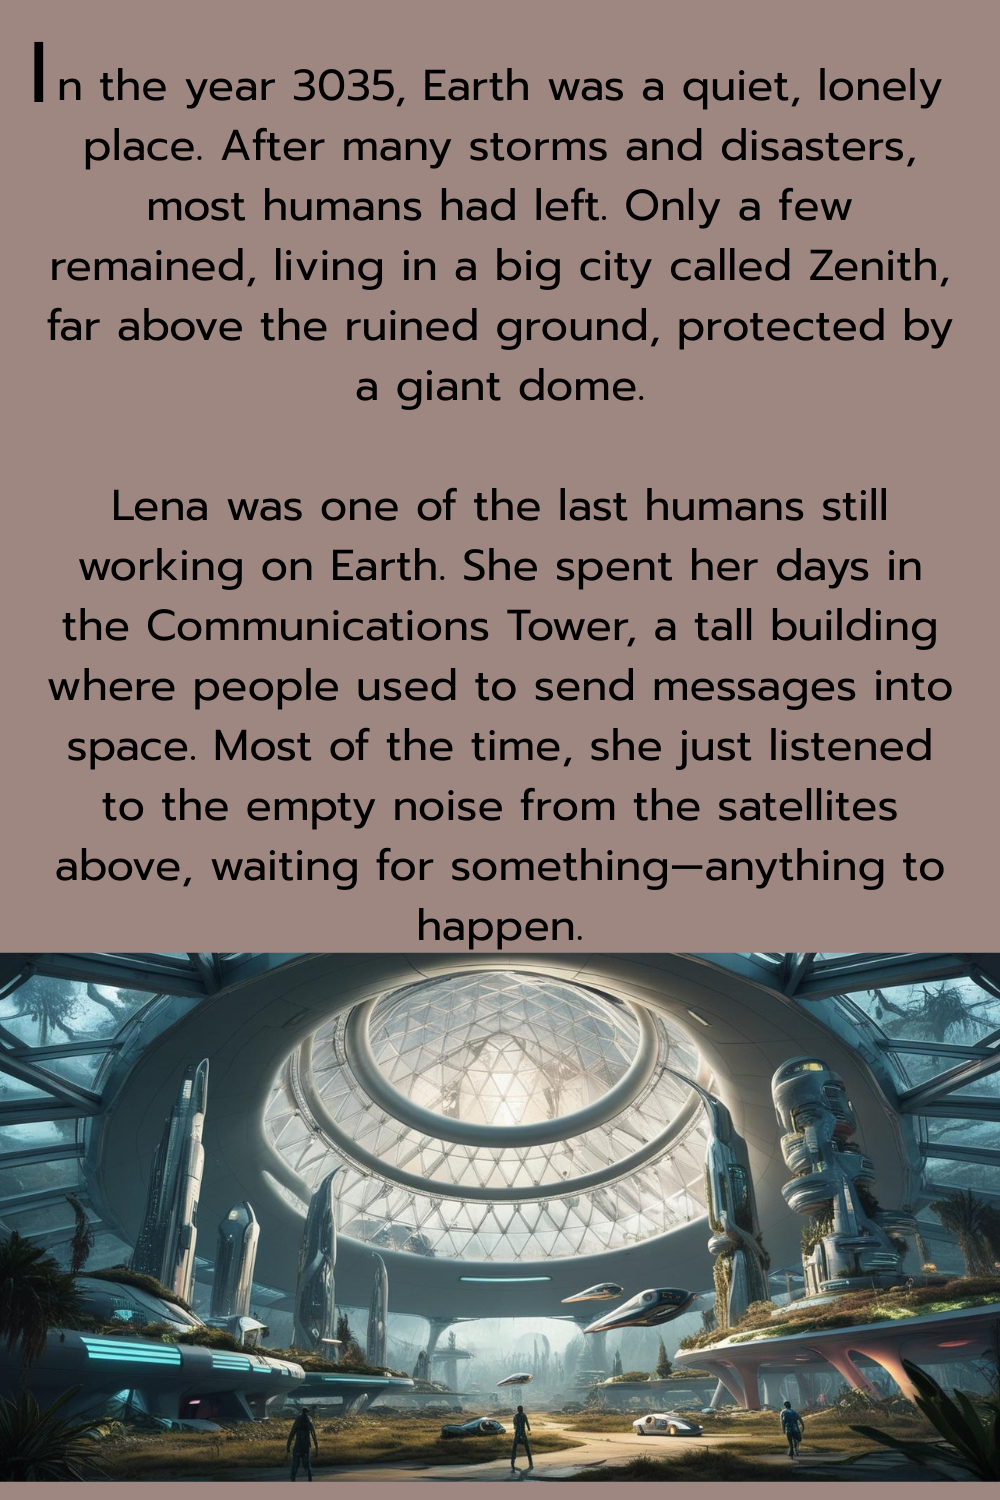 In the year 3035, Earth was a quiet, lonely
place. After many storms and disasters,
most humans had left. Only a few
remained, living in a big city called Zenith,
far above the ruined ground, protected by
a giant dome.
Lena was one of the last humans still
working on Earth. She spent her days in
the Communications Tower, a tall building
where people used to send messages into
space. Most of the time, she just listened
to the empty noise from the satellites
above, waiting for something—anything to
happen.